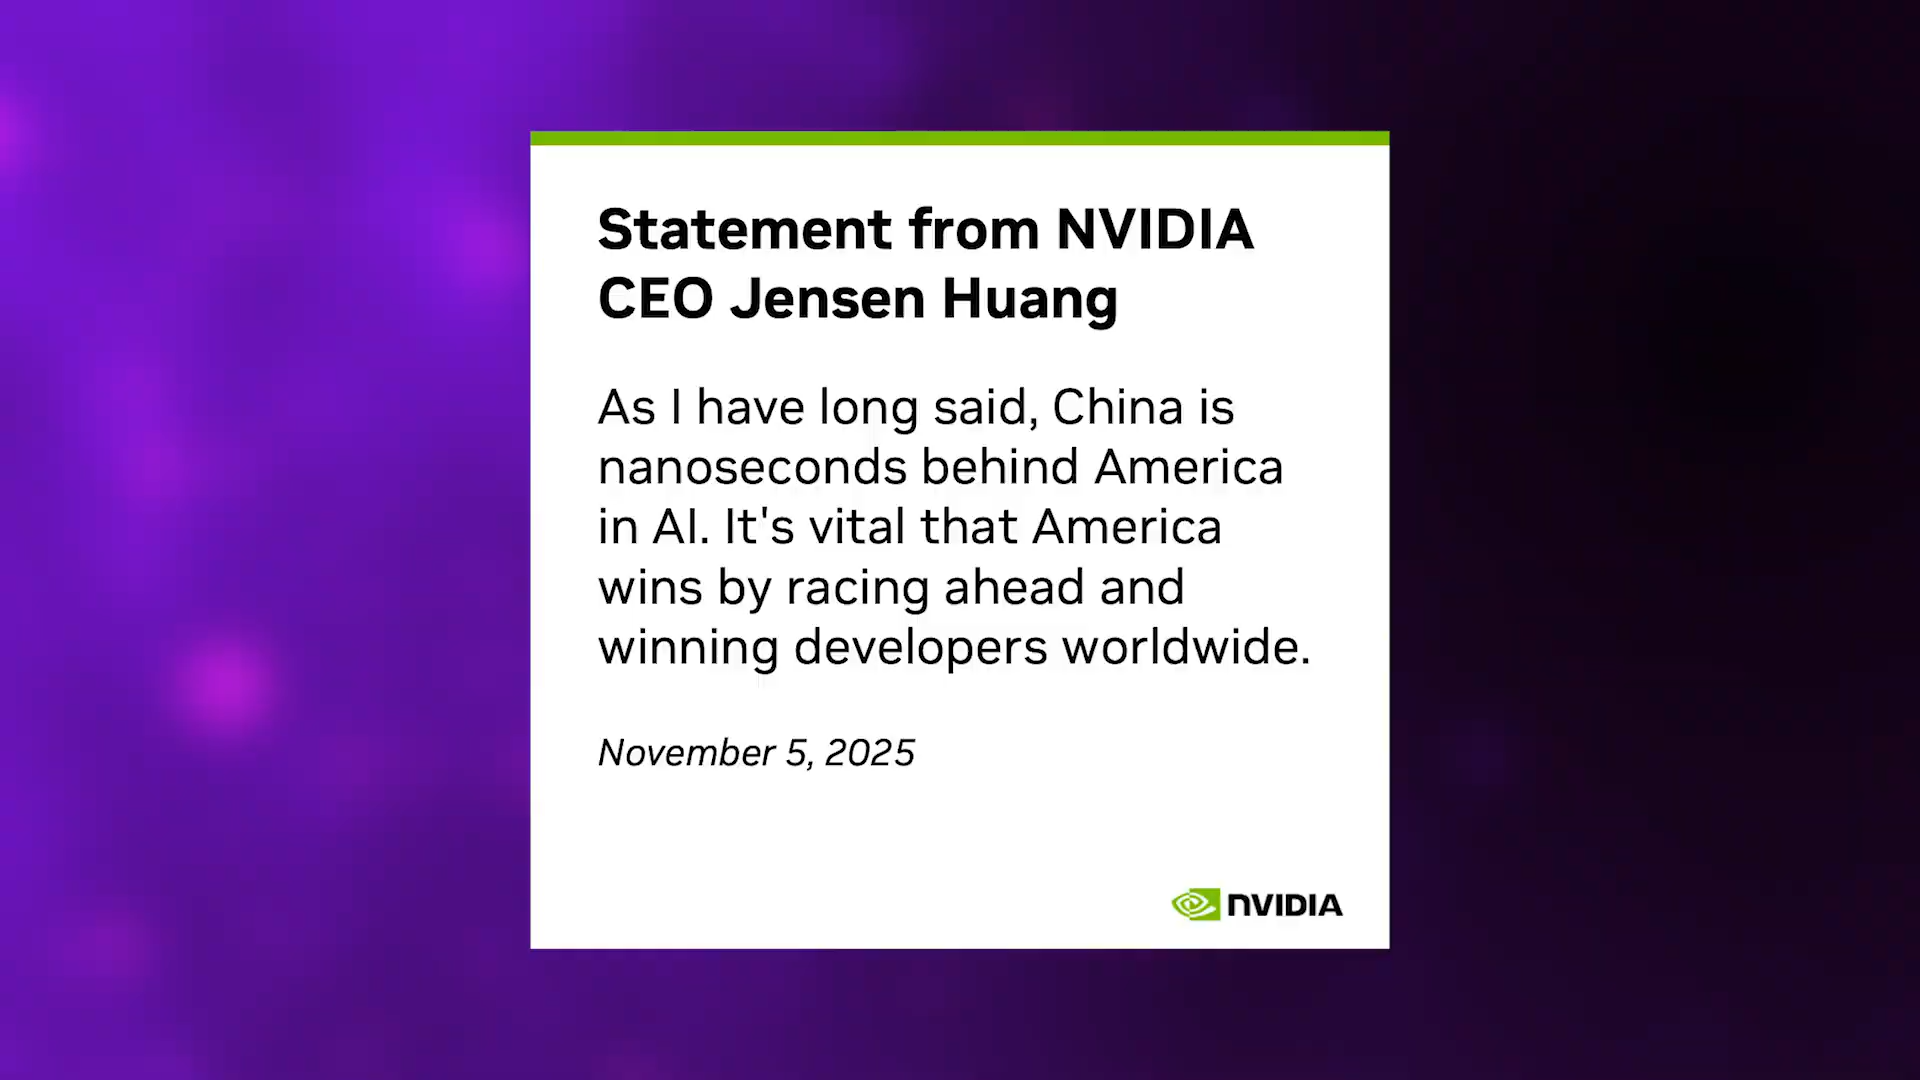 Statement from NVIDIA
CEO Jensen Huang
As I have long said, China is
nanoseconds behind America
in AI. It's vital that America
wins by racing ahead and
winning developers worldwide.
November 5, 2025
NVIDIA